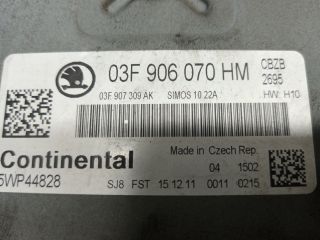 03F 906 070 HM CBZB
2695
03F 907 309 AK SIMOS 10.22A HW: H10
Continental Made in Czech Rep.
04 1502
5WP44828 SJ8 FST 15 12 11 0011 0215